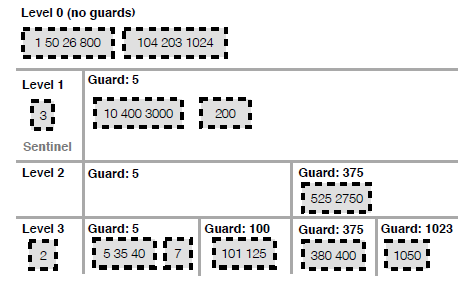 Level 0 (no guards)
1 50 26 800 104 203 1024
Level 1 Guard: 5
3 10 400 3000 200
Sentinel
Level 2 Guard: 5 Guard: 375
525 2750
Level 3 Guard: 5 Guard: 100 Guard: 375 Guard: 1023
2 5 35 40 7 101 125 380 400 1050